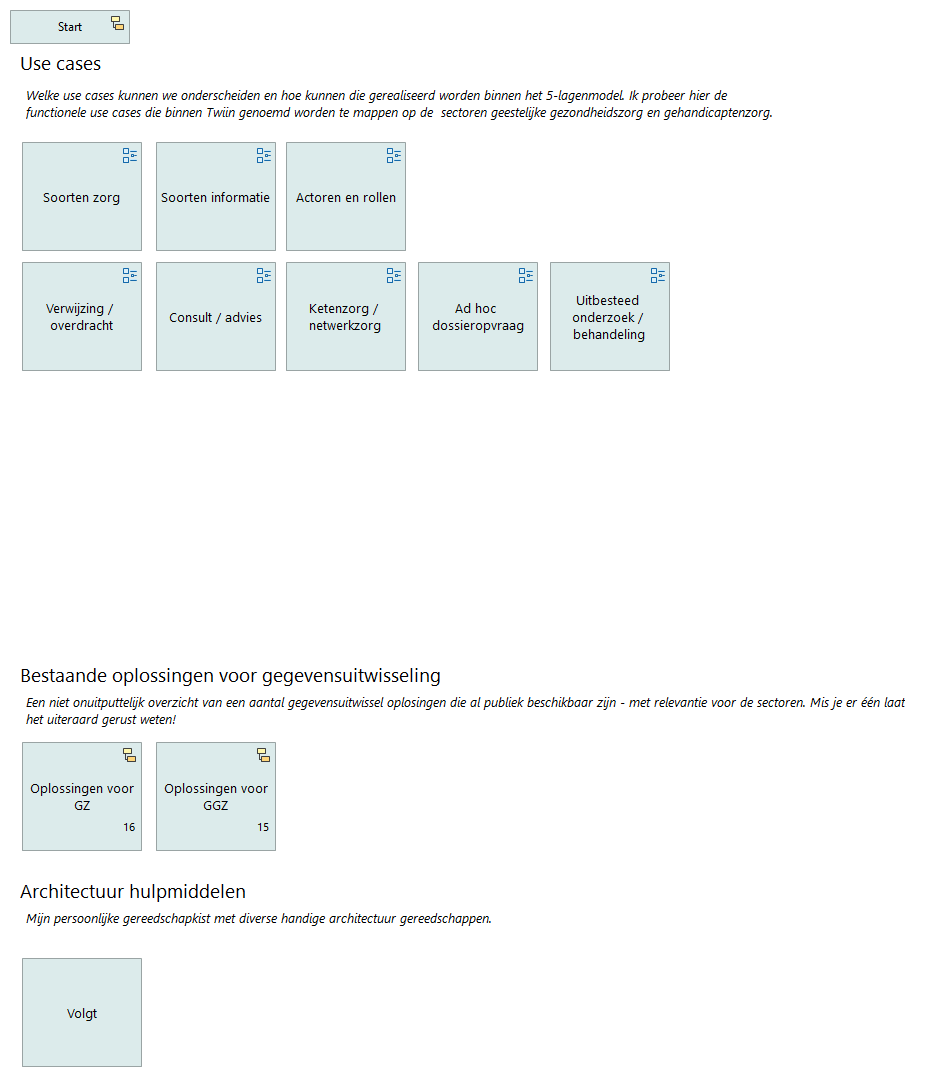 Start
Use cases
Welke use cases kunnen we onderscheiden en hoe kunnen die gerealiseerd worden binnen het 5-lagenmodel. Ik probeer hier de
functionele use cases die binnen Twiin genoemd worden te mappen op de sectoren geestelijke gezondheidszorg en gehandicaptenzorg.
Soorten zorg
Soorten informatie
Actoren en rollen
Verwijzing /
overdracht
Consult / advies
Ketenzorg /
netwerkzorg
Ad hoc
dossieropvraag
Uitbesteed
onderzoek /
behandeling
Bestaande oplossingen voor gegevensuitwisseling
Een niet onuitputtelijk overzicht van een aantal gegevensuitwissel oplosingen die al publiek beschikbaar zijn - met relevantie voor de sectoren. Mis je er één laat
het uiteraard gerust weten!
Oplossingen voor
GZ
16
Oplossingen voor
GGZ
15
Architectuur hulpmiddelen
Mijn persoonlijke gereedschapkist met diverse handige architectuur gereedschappen.
Volgt